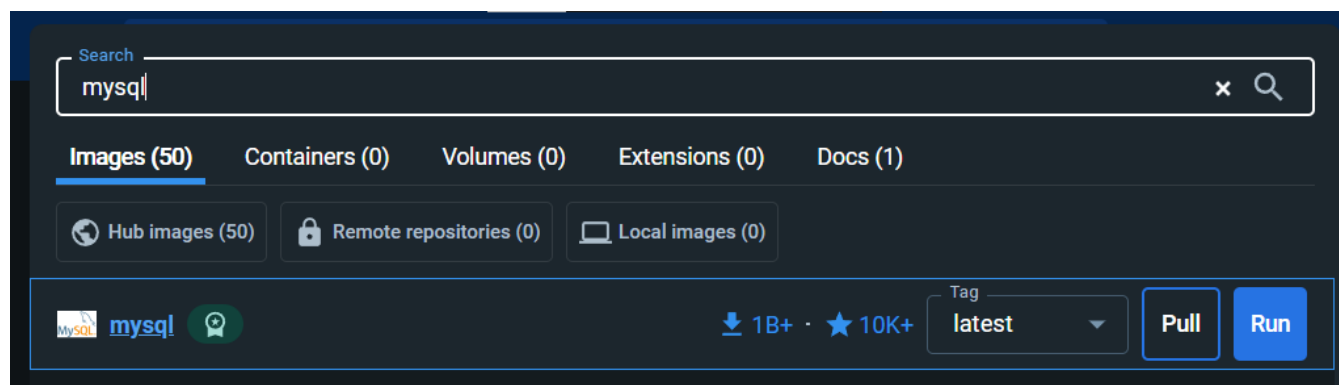 Search
mysql
Images (50) Containers (0) Volumes (0) Extensions (0) Docs (1)
Hub images (50) Remote repositories (0) Local images (0)
MySQL mysql 1B+ · 10K+ Tag latest Pull Run